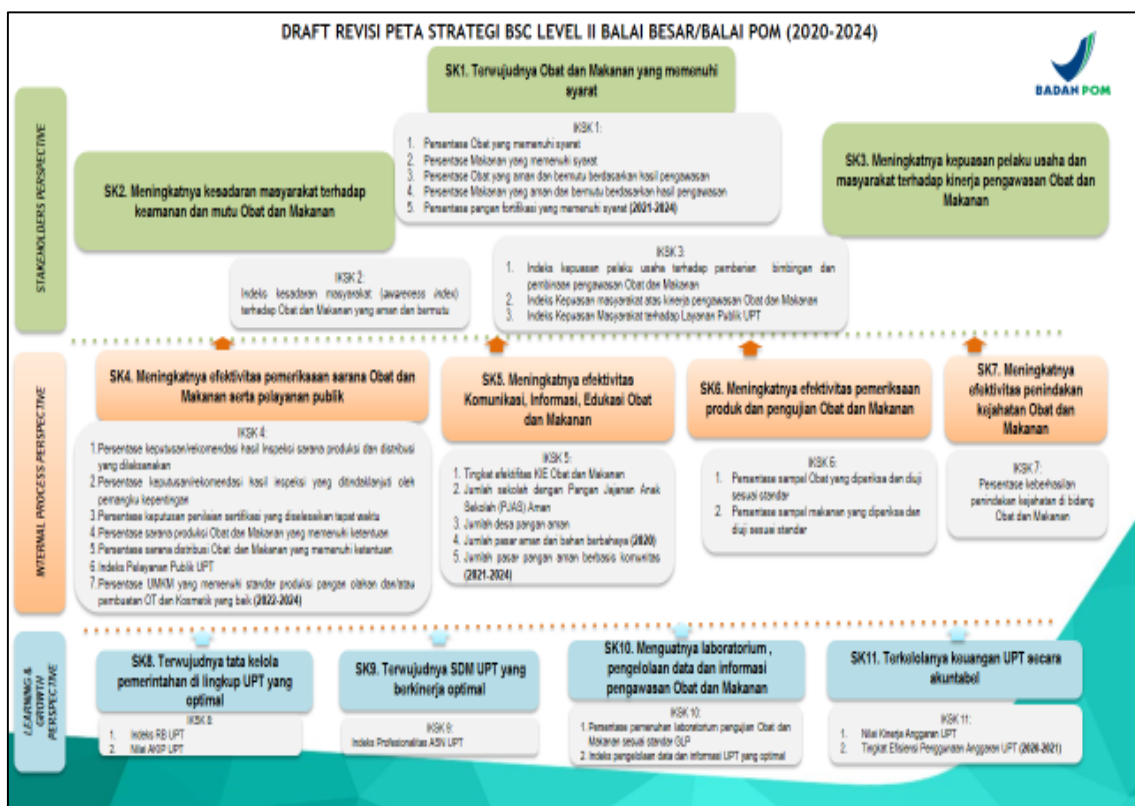 DRAFT REVISI PETA STRATEGI BSC LEVEL II BALAI BESAR/BALAI POM (2020-2024)
BADAN POM
STAKEHOLDERS PERSPECTIVE
SK1. Terwujudnya Obat dan Makanan yang memenuhi
syarat
IKSK 1:
1. Persentase Obat yang memenuhi syarat
2. Persentase Makanan yang memenuhi syarat
3. Persentase Obat yang aman dan bermutu berdasarkan hasil pengawasan
4. Persentase Makanan yang aman dan bermutu berdasarkan hasil pengawasan
5. Persentase pangan fortifikasi yang memenuhi syarat (2021-2024)
SK2. Meningkatnya kesadaran masyarakat terhadap
keamanan dan mutu Obat dan Makanan
IKSK 2:
Indeks kesadaran masyarakat (awareness index)
terhadap Obat dan Makanan yang aman dan bermutu
SK3. Meningkatnya kepuasan pelaku usaha dan
masyarakat terhadap kinerja pengawasan Obat dan
Makanan
IKSK 3:
1. Indeks kepuasan pelaku usaha terhadap pemberian bimbingan dan
pembinaan pengawasan Obat dan Makanan
2. Indeks Kepuasan masyarakat atas kinerja pengawasan Obat dan Makanan
3. Indeks Kepuasan Masyarakat terhadap Layanan Publik UPT
INTERNAL PROCESS PERSPECTIVE
SK4. Meningkatnya efektivitas pemeriksaan sarana Obat dan
Makanan serta pelayanan publik
IKSK 4:
1.Persentase keputusan/rekomendasi hasil Inspeksi sarana produksi dan distribusi
yang dilaksanakan
2.Persentase keputusan/rekomendasi hasil inspeksi yang ditindaklanjuti oleh
pemangku kepentingan
3.Persentase keputusan penilaian sertifikasi yang diselesaikan tepat waktu
4.Persentase sarana produksi Obat dan Makanan yang memenuhi ketentuan
5.Persentase sarana distribusi Obat dan Makanan yang memenuhi ketentuan
6.Indeks Pelayanan Publik UPT
7.Persentase UMKM yang memenuhi standar produksi pangan olahan dan/atau
pembuatan OT dan Kosmetik yang baik (2022-2024)
SK5. Meningkatnya efektivitas
Komunikasi, Informasi, Edukasi Obat
dan Makanan
IKSK 5:
1. Tingkat efektifitas KIE Obat dan Makanan
2. Jumlah sekolah dengan Pangan Jajanan Anak
Sekolah (PJAS) Aman
3. Jumlah desa pangan aman
4. Jumlah pasar aman dari bahan berbahaya (2020)
5. Jumlah pasar pangan aman berbasis komunitas
(2021-2024)
SK6. Meningkatnya efektivitas pemeriksaan
produk dan pengujian Obat dan Makanan
IKSK 6:
1. Persentase sampel Obat yang diperiksa dan diuji
sesuai standar
2. Persentase sampel makanan yang diperiksa dan
diuji sesuai standar
SK7. Meningkatnya
efektivitas penindakan
kejahatan Obat dan
Makanan
IKSK 7:
Persentase keberhasilan
penindakan kejahatan di bidang
Obat dan Makanan
LEARNING &
GROWTH
PERSPECTIVE
SK8. Terwujudnya tata kelola
pemerintahan di lingkup UPT yang
optimal
IKSK 8
1. Indeks RB UPT
2. Nilai AKIP UPT
SK9. Terwujudnya SDM UPT yang
berkinerja optimal
IKSK 9:
Indeks Profesionalitas ASN UPT
SK10. Menguatnya laboratorium ,
pengelolaan data dan informasi
pengawasan Obat dan Makanan
IKSK 10:
1. Persentase pemenuhan laboratorium pengujian Obat dan
Makanan sesuai standar GLP
2. Indeks pengelolaan data dan informasi UPT yang optimal
SK11. Terkelolanya keuangan UPT secara
akuntabel
IKSK 11:
1. Nilai Kinerja Anggaran UPT
2. Tingkat Efisiensi Penggunaan Anggaran UPT (2020-2021)